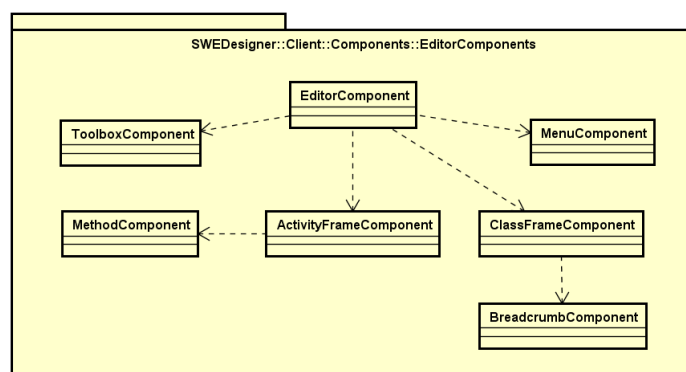 SWEDesigner::Client::Components::EditorComponents
EditorComponent
ToolboxComponent
MenuComponent
MethodComponent
ActivityFrameComponent
ClassFrameComponent
BreadcrumbComponent